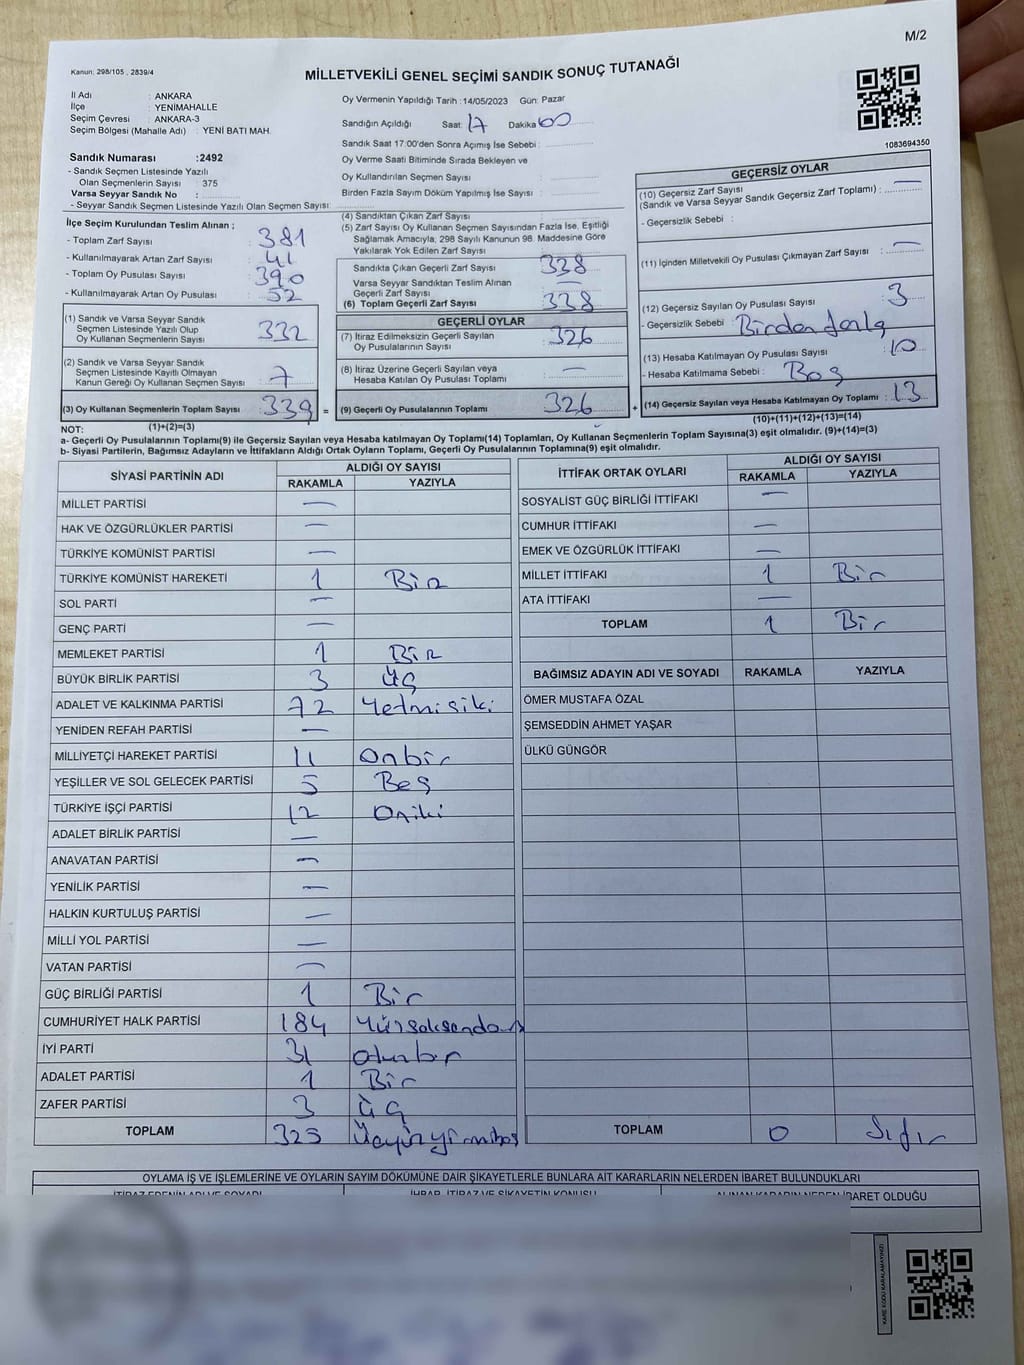 M/2
Kanun: 298/105 , 2839/4
MİLLETVEKİLİ GENEL SEÇİMİ SANDIK SONUÇ TUTANAĞI
İl Adı : ANKARA
İlçe : YENİMAHALLE
Seçim Çevresi : ANKARA-3
Seçim Bölgesi (Mahalle Adı) : YENİ BATI MAH.
Sandık Numarası :2492
- Sandık Seçmen Listesinde Yazılı
Olan Seçmenlerin Sayısı : 375
Varsa Seyyar Sandık No :
- Seyyar Sandık Seçmen Listesinde Yazılı Olan Seçmen Sayısı:
Oy Vermenin Yapıldığı Tarih :14/05/2023 Gün: Pazar
Sandığın Açıldığı Saat: 17 Dakika 00
Sandık Saat 17:00'den Sonra Açımış İse Sebebi :
Oy Verme Saati Bitiminde Sırada Bekleyen ve
Oy Kullandırılan Seçmen Sayısı :
Birden Fazla Sayım Döküm Yapılmış İse Sayısı :
1083694350
İlçe Seçim Kurulundan Teslim Alınan ;
- Toplam Zarf Sayısı : 381
- Kullanılmayarak Artan Zarf Sayısı : 41
- Toplam Oy Pusulası Sayısı : 390
- Kullanılmayarak Artan Oy Pusulası : 52
(1) Sandık ve Varsa Seyyar Sandık
Seçmen Listesinde Yazılı Olup
Oy Kullanan Seçmenlerin Sayısı : 332
(2) Sandık ve Varsa Seyyar Sandık
Seçmen Listesinde Kayıtlı Olmayan
Kanun Gereği Oy Kullanan Seçmen Sayısı : 7
(3) Oy Kullanan Seçmenlerin Toplam Sayısı : 339 =
(1)+(2)=(3)
(4) Sandıktan Çıkan Zarf Sayısı :
(5) Zarf Sayısı Oy Kullanan Seçmen Sayısından Fazla İse, Eşitliği
Sağlamak Amacıyla, 298 Sayılı Kanunun 98. Maddesine Göre
Yakılarak Yok Edilen Zarf Sayısı :
Sandıkta Çıkan Geçerli Zarf Sayısı : 338
Varsa Seyyar Sandıktan Teslim Alınan
Geçerli Zarf Sayısı : —
(6) Toplam Geçerli Zarf Sayısı : 338
GEÇERLİ OYLAR
(7) İtiraz Edilmeksizin Geçerli Sayılan
Oy Pusulalarının Sayısı : 326
(8) İtiraz Üzerine Geçerli Sayılan veya
Hesaba Katılan Oy Pusulası Toplamı : —
(9) Geçerli Oy Pusulalarının Toplamı : 326 +
GEÇERSİZ OYLAR
(10) Geçersiz Zarf Sayısı
(Sandık ve Varsa Seyyar Sandık Geçersiz Zarf Toplamı) : —
- Geçersizlik Sebebi :
(11) İçinden Milletvekili Oy Pusulası Çıkmayan Zarf Sayısı : —
(12) Geçersiz Sayılan Oy Pusulası Sayısı : 3
- Geçersizlik Sebebi : Birden fazla
(13) Hesaba Katılmayan Oy Pusulası Sayısı : 10
- Hesaba Katılmama Sebebi : Boş
(14) Geçersiz Sayılan veya Hesaba Katılmayan Oy Toplamı : 13
(10)+(11)+(12)+(13)=(14)
NOT:
a- Geçerli Oy Pusulalarının Toplamı(9) ile Geçersiz Sayılan veya Hesaba katılmayan Oy Toplamı(14) Toplamları, Oy Kullanan Seçmenlerin Toplam Sayısına(3) eşit olmalıdır. (9)+(14)=(3)
b- Siyasi Partilerin, Bağımsız Adayların ve İttifakların Aldığı Oyların Toplamı, Geçerli Oy Pusulalarının Toplamına(9) eşit olmalıdır.
SİYASİ PARTİNİN ADI ALDIĞI OY SAYISI
RAKAMLA YAZIYLA
MİLLET PARTİSİ —
HAK VE ÖZGÜRLÜKLER PARTİSİ —
TÜRKİYE KOMÜNİST PARTİSİ —
TÜRKİYE KOMÜNİST HAREKETİ 1 Bir
SOL PARTİ —
GENÇ PARTİ —
MEMLEKET PARTİSİ 1 Bir
BÜYÜK BİRLİK PARTİSİ 3 Üç
ADALET VE KALKINMA PARTİSİ 72 Yetmişiki
YENİDEN REFAH PARTİSİ —
MİLLİYETÇİ HAREKET PARTİSİ 11 Onbir
YEŞİLLER VE SOL GELECEK PARTİSİ 5 Beş
TÜRKİYE İŞÇİ PARTİSİ 12 Oniki
ADALET BİRLİK PARTİSİ —
ANAVATAN PARTİSİ —
YENİLİK PARTİSİ —
HALKIN KURTULUŞ PARTİSİ —
MİLLİ YOL PARTİSİ —
VATAN PARTİSİ —
GÜÇ BİRLİĞİ PARTİSİ 1 Bir
CUMHURİYET HALK PARTİSİ 184 Yüzseksendört
İYİ PARTİ 31 otuzbir
ADALET PARTİSİ 1 Bir
ZAFER PARTİSİ 3 üç
TOPLAM 325 Üçyüzyirmibeş
İTTİFAK ORTAK OYLARI ALDIĞI OY SAYISI
RAKAMLA YAZIYLA
SOSYALİST GÜÇ BİRLİĞİ İTTİFAKI —
CUMHUR İTTİFAKI —
EMEK VE ÖZGÜRLÜK İTTİFAKI —
MİLLET İTTİFAKI 1 Bir
ATA İTTİFAKI —
TOPLAM 1 Bir
BAĞIMSIZ ADAYIN ADI VE SOYADI RAKAMLA YAZIYLA
ÖMER MUSTAFA ÖZAL
ŞEMSEDDİN AHMET YAŞAR
ÜLKÜ GÜNGÖR
TOPLAM 0 Sıfır
OYLAMA İŞ VE İŞLEMLERİNE VE OYLARIN SAYIM DÖKÜMÜNE DAİR ŞİKAYETLERLE BUNLARA AİT KARARLARIN NELERDEN İBARET BULUNDUKLARI
İTİRAZ EDENİN ADI VE SOYADI İHBAR, İTİRAZ VE ŞİKAYETİN KONUSU ALINAN KARARIN NEDEN İBARET OLDUĞU
KARE KODU KARALAMAYINIZ!